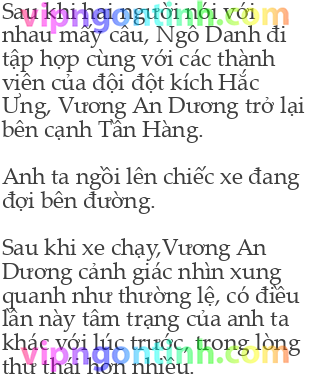 Sau khi hai người nói với
nhau mấy câu, Ngô Danh đi
tập hợp cùng với các thành
viên của đội đột kích Hắc
Ưng, Vương An Dương trở lại
bên cạnh Tần Hàng.
Anh ta ngồi lên chiếc xe đang
đợi bên đường.
Sau khi xe chạy,Vương An
Dương cảnh giác nhìn xung
quanh như thường lệ, có điều
lần này tâm trạng của anh ta
khác với lúc trước, trong lòng
thư thái hơn nhiều.
vipngontinh.com
vipngontinh.com